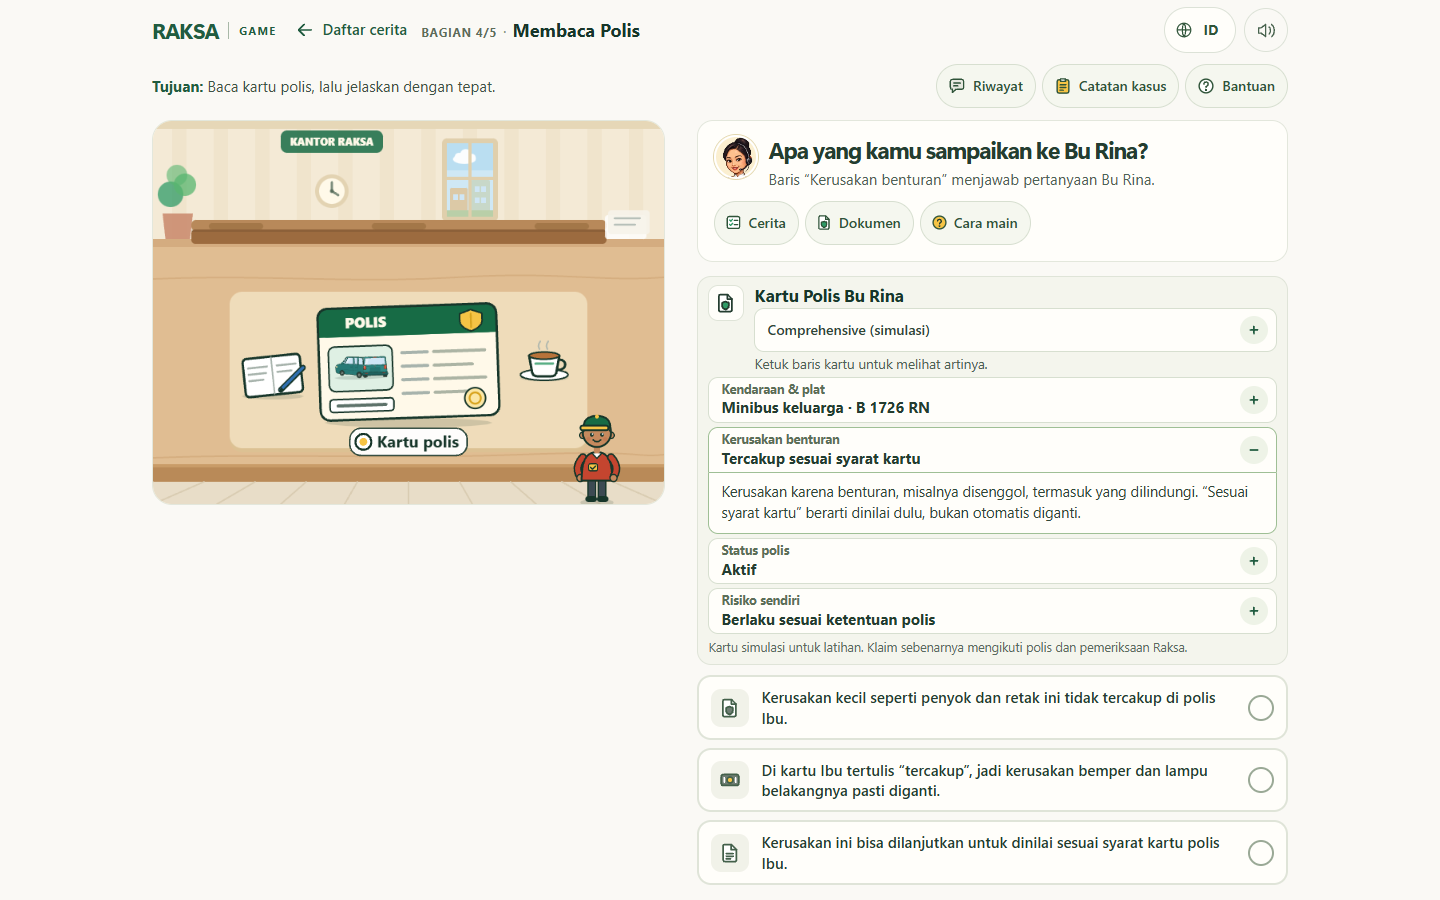 RAKSA GAME
Daftar cerita
BAGIAN 4/5 · Membaca Polis
ID
Tujuan: Baca kartu polis, lalu jelaskan dengan tepat.
Riwayat
Catatan kasus
Bantuan
KANTOR RAKSA
POLIS
Kartu polis
Apa yang kamu sampaikan ke Bu Rina?
Baris “Kerusakan benturan” menjawab pertanyaan Bu Rina.
Cerita
Dokumen
Cara main
Kartu Polis Bu Rina
Comprehensive (simulasi)
Ketuk baris kartu untuk melihat artinya.
Kendaraan & plat
Minibus keluarga · B 1726 RN
Kerusakan benturan
Tercakup sesuai syarat kartu
Kerusakan karena benturan, misalnya disenggol, termasuk yang dilindungi. “Sesuai
syarat kartu” berarti dinilai dulu, bukan otomatis diganti.
Status polis
Aktif
Risiko sendiri
Berlaku sesuai ketentuan polis
Kartu simulasi untuk latihan. Klaim sebenarnya mengikuti polis dan pemeriksaan Raksa.
Kerusakan kecil seperti penyok dan retak ini tidak tercakup di polis
Ibu.
Di kartu Ibu tertulis “tercakup”, jadi kerusakan bemper dan lampu
belakangnya pasti diganti.
Kerusakan ini bisa dilanjutkan untuk dinilai sesuai syarat kartu polis
Ibu.